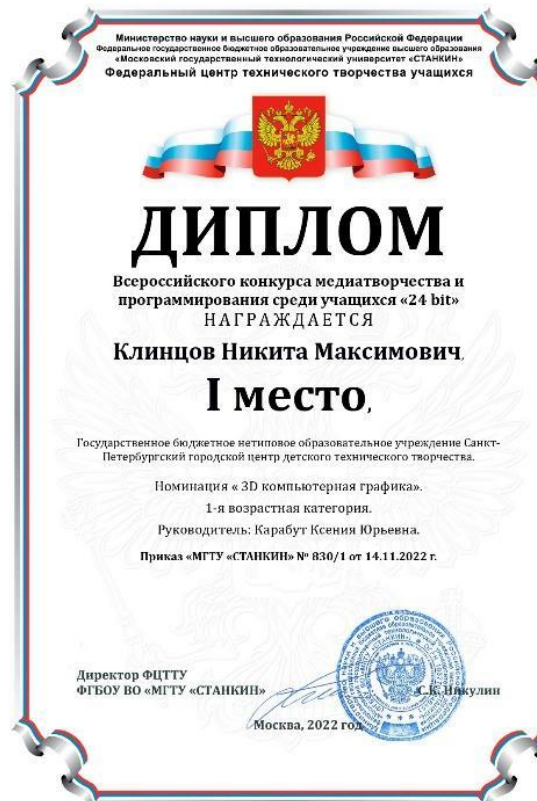 Министерство науки и высшего образования Российской Федерации
Федеральное государственное бюджетное образовательное учреждение высшего образования
«Московский государственный технологический университет «СТАНКИН»
Федеральный центр технического творчества учащихся
ДИПЛОМ
Всероссийского конкурса медиатворчества и
программирования среди учащихся «24 bit»
НАГРАЖДАЕТСЯ
Клинцов Никита Максимович,
I место,
Государственное бюджетное нетиповое образовательное учреждение Санкт-
Петербургский городской центр детского технического творчества.
Номинация « 3D компьютерная графика».
1-я возрастная категория.
Руководитель: Карабут Ксения Юрьевна.
Приказ «МГТУ «СТАНКИН» № 830/1 от 14.11.2022 г.
Директор ФЦТТУ
ФГБОУ ВО «МГТУ «СТАНКИН» С.К. Никулин
Москва, 2022 год